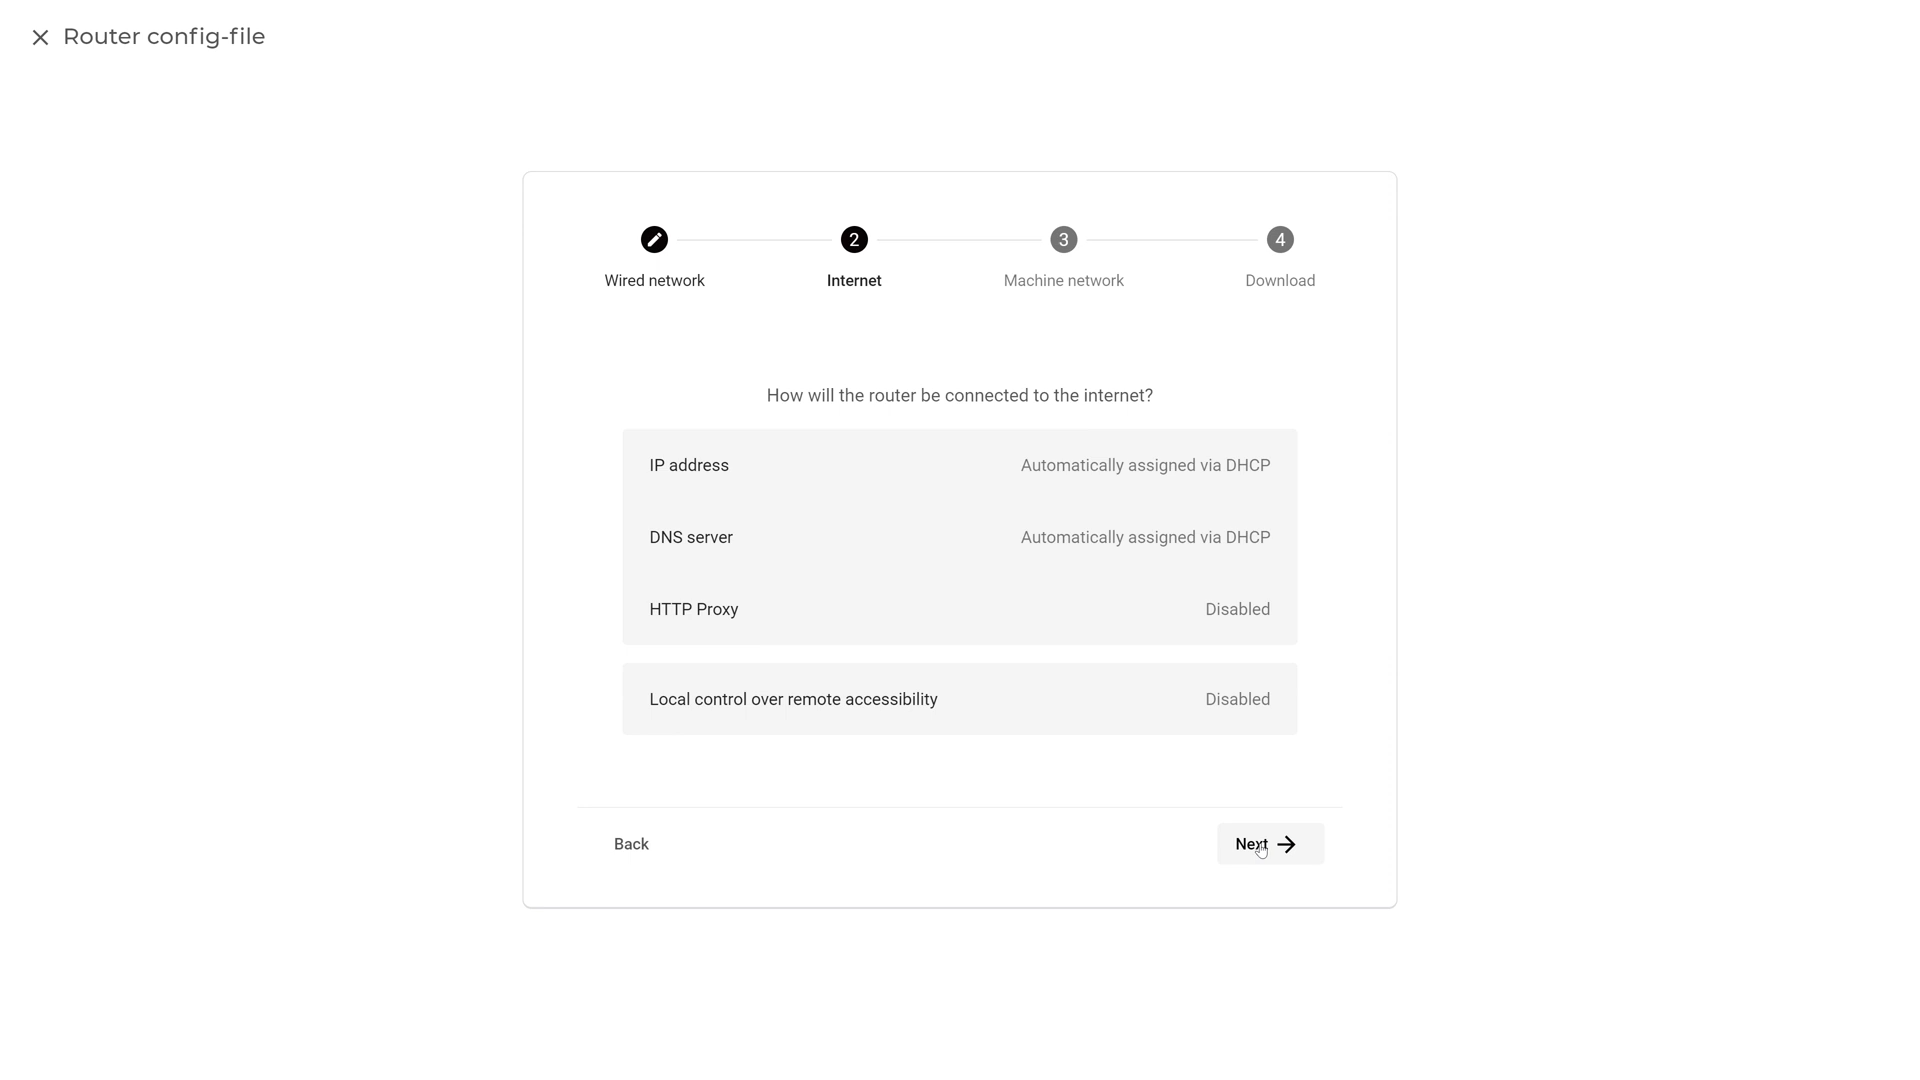 Router config-file
2
3
4
Wired network
Internet
Machine network
Download
How will the router be connected to the internet?
IP address
Automatically assigned via DHCP
DNS server
Automatically assigned via DHCP
HTTP Proxy
Disabled
Local control over remote accessibility
Disabled
Back
Next